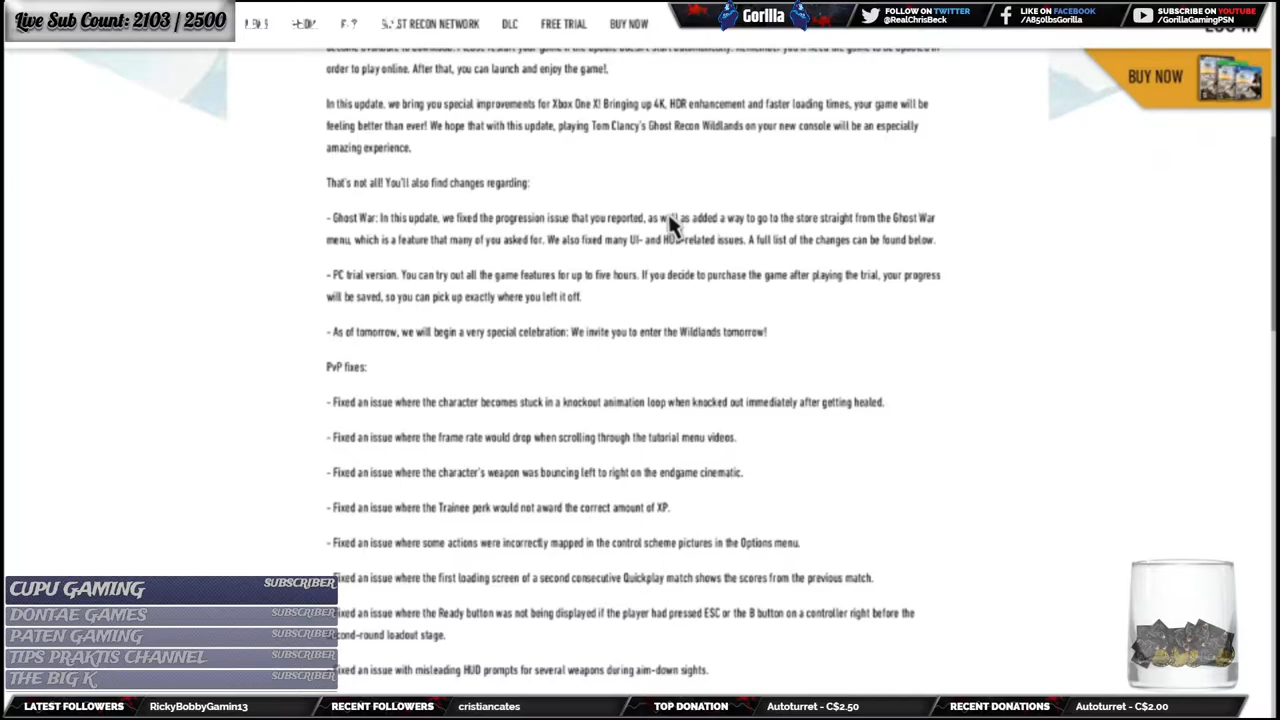 Live Sub Count: 2103 / 2500
ST RECON NETWORK DLC FREE TRIAL BUY NOW
Gorilla
FOLLOW ON TWITTER
@RealChrisBeck
LIKE ON FACEBOOK
/A850lbsGorilla
SUBSCRIBE ON YOUTUBE
/GorillaGamingPSN
BUY NOW
order to play online. After that, you can launch and enjoy the game!.
In this update, we bring you special improvements for Xbox One X! Bringing up 4K, HDR enhancement and faster loading times, your game will be
feeling better than ever! We hope that with this update, playing Tom Clancy's Ghost Recon Wildlands on your new console will be an especially
amazing experience.
That's not all! You'll also find changes regarding:
- Ghost War: In this update, we fixed the progression issue that you reported, as well as added a way to go to the store straight from the Ghost War
menu, which is a feature that many of you asked for. We also fixed many UI- and HUD-related issues. A full list of the changes can be found below.
- PC trial version. You can try out all the game features for up to five hours. If you decide to purchase the game after playing the trial, your progress
will be saved, so you can pick up exactly where you left it off.
- As of tomorrow, we will begin a very special celebration: We invite you to enter the Wildlands tomorrow!
PvP fixes:
- Fixed an issue where the character becomes stuck in a knockout animation loop when knocked out immediately after getting healed.
- Fixed an issue where the frame rate would drop when scrolling through the tutorial menu videos.
- Fixed an issue where the character's weapon was bouncing left to right on the endgame cinematic.
- Fixed an issue where the Trainee perk would not award the correct amount of XP.
- Fixed an issue where some actions were incorrectly mapped in the control scheme pictures in the Options menu.
Fixed an issue where the first loading screen of a second consecutive Quickplay match shows the scores from the previous match.
ixed an issue where the Ready button was not being displayed if the player had pressed ESC or the B button on a controller right before the
cond-round loadout stage.
Fixed an issue with misleading HUD prompts for several weapons during aim-down sights.
CUPU GAMING SUBSCRIBER
DONTAE GAMES SUBSCRIBER
PATEN GAMING SUBSCRIBER
TIPS PRAKTIS CHANNEL SUBSCRIBER
THE BIG K SUBSCRIBER
LATEST FOLLOWERS RickyBobbyGamin13 RECENT FOLLOWERS cristiancates TOP DONATION Autoturret - C$2.50 RECENT DONATIONS Autoturret - C$2.00